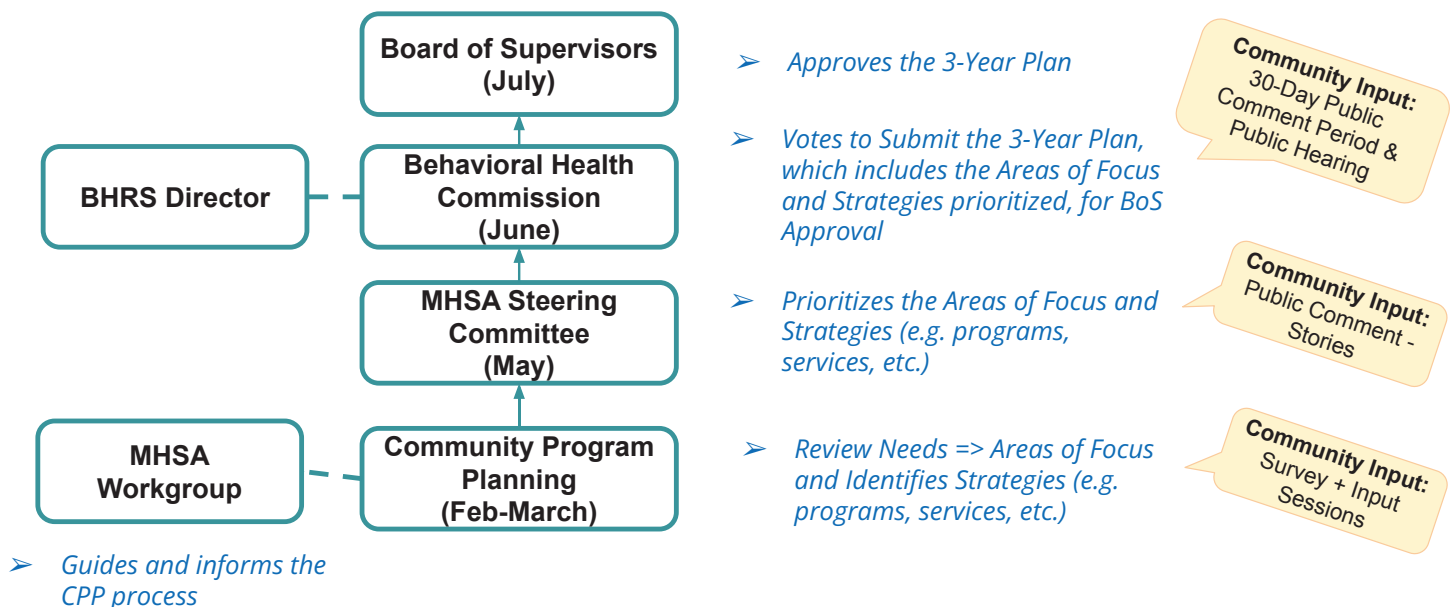 Board of Supervisors
(July)
➢ Approves the 3-Year Plan
Community Input:
30-Day Public
Comment Period &
Public Hearing
BHRS Director
Behavioral Health
Commission
(June)
➢ Votes to Submit the 3-Year Plan,
which includes the Areas of Focus
and Strategies prioritized, for BoS
Approval
MHSA Steering
Committee
(May)
➢ Prioritizes the Areas of Focus and
Strategies (e.g. programs,
services, etc.)
Community Input:
Public Comment -
Stories
MHSA
Workgroup
Community Program
Planning
(Feb-March)
➢ Review Needs => Areas of Focus
and Identifies Strategies (e.g.
programs, services, etc.)
Community Input:
Survey + Input
Sessions
➢ Guides and informs the
CPP process